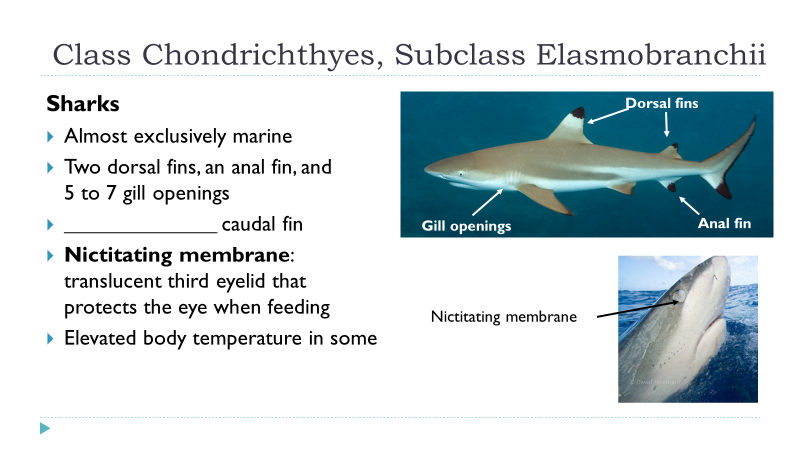 Class Chondrichthyes, Subclass Elasmobranchii
Sharks
Almost exclusively marine
Two dorsal fins, an anal fin, and
5 to 7 gill openings
______________ caudal fin
Nictitating membrane:
translucent third eyelid that
protects the eye when feeding
Elevated body temperature in some
Dorsal fins
Gill openings
Anal fin
Nictitating membrane